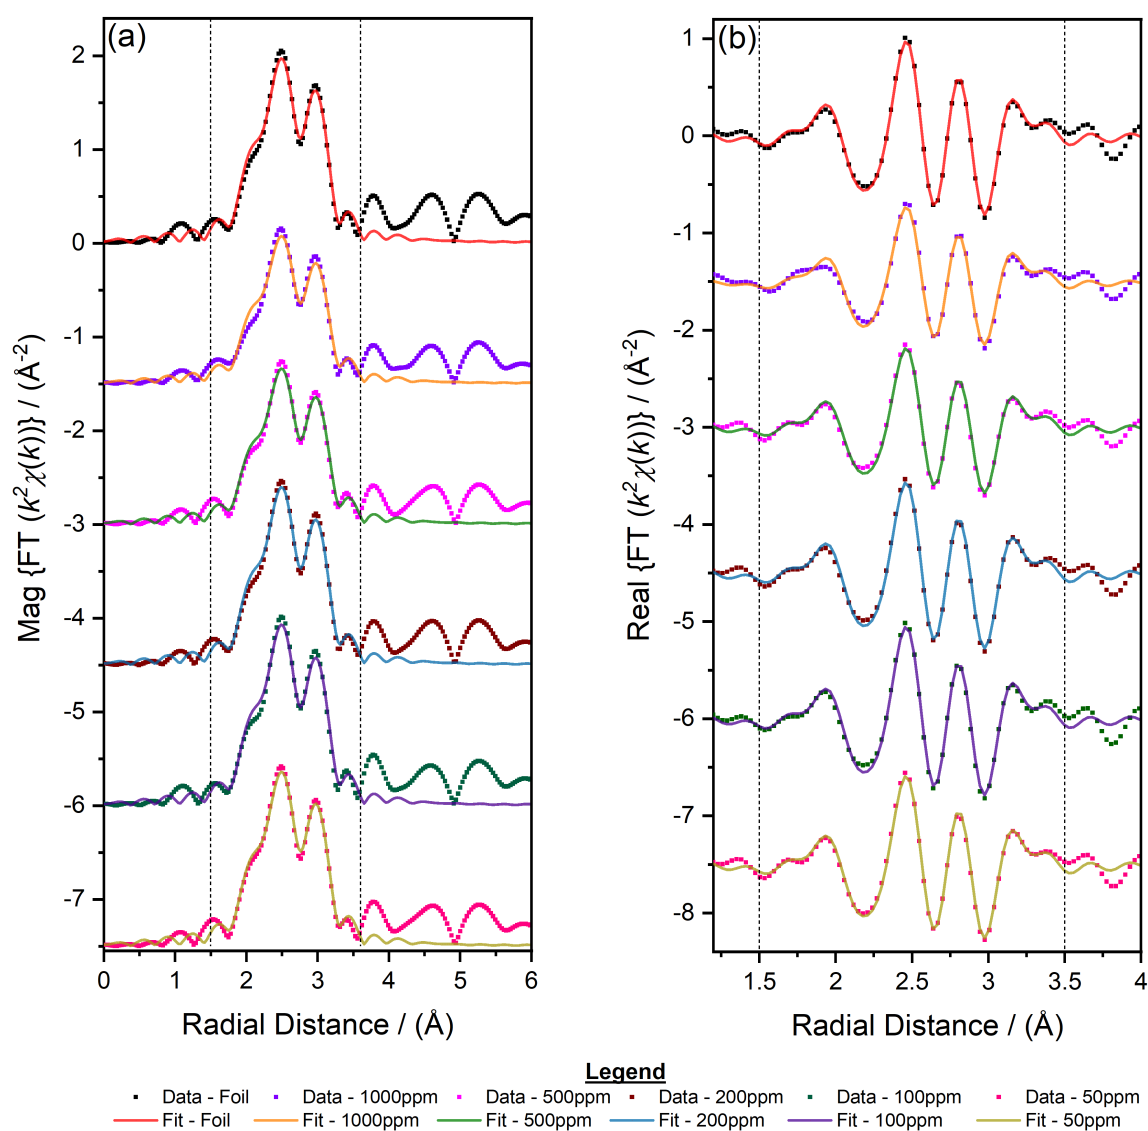 (a)
(b)
2
1
0
-1
-2
-3
-4
-5
-6
-7
Mag {FT (k²χ(k))} / (Å⁻²)
0 1 2 3 4 5 6
Radial Distance / (Å)
1
0
-1
-2
-3
-4
-5
-6
-7
-8
Real {FT (k²χ(k))} / (Å⁻²)
1.5 2 2.5 3 3.5 4
Radial Distance / (Å)
Legend
Data - Foil Data - 1000ppm Data - 500ppm Data - 200ppm Data - 100ppm Data - 50ppm
Fit - Foil Fit - 1000ppm Fit - 500ppm Fit - 200ppm Fit - 100ppm Fit - 50ppm